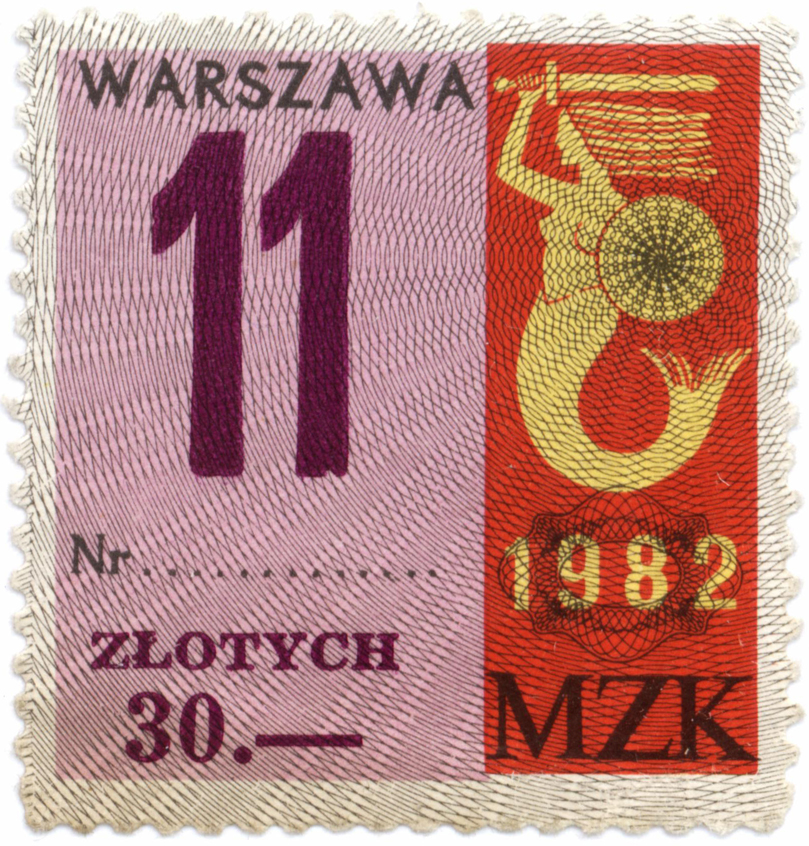 WARSZAWA
11
Nr..............
ZŁOTYCH
30.—
1982
MZK